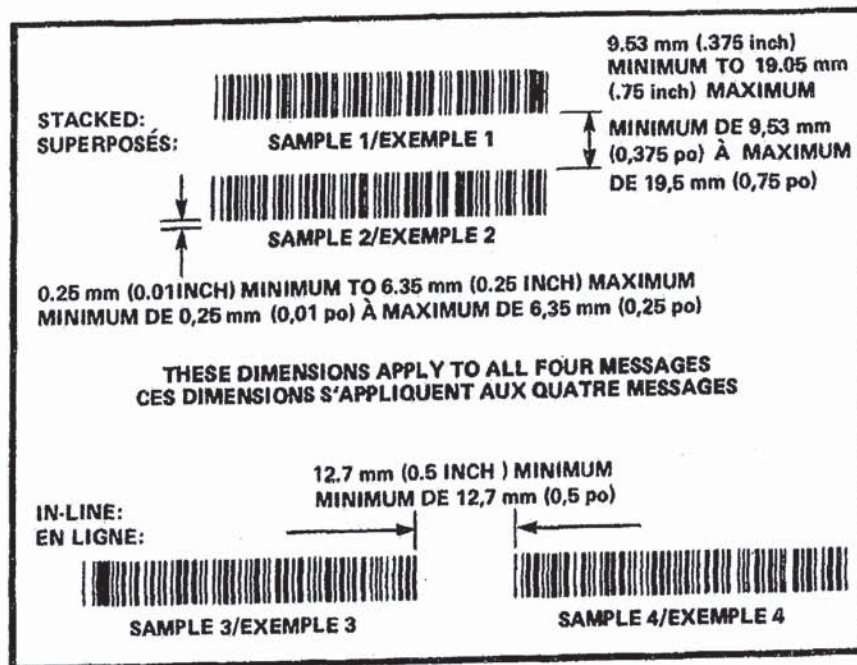 9.53 mm (.375 inch)
MINIMUM TO 19.05 mm
(.75 inch) MAXIMUM
STACKED:
SUPERPOSÉS:
SAMPLE 1/EXEMPLE 1
MINIMUM DE 9,53 mm
(0,375 po) À MAXIMUM
DE 19,5 mm (0,75 po)
SAMPLE 2/EXEMPLE 2
0.25 mm (0.01INCH) MINIMUM TO 6.35 mm (0.25 INCH) MAXIMUM
MINIMUM DE 0,25 mm (0,01 po) À MAXIMUM DE 6,35 mm (0,25 po)
THESE DIMENSIONS APPLY TO ALL FOUR MESSAGES
CES DIMENSIONS S'APPLIQUENT AUX QUATRE MESSAGES
12.7 mm (0.5 INCH ) MINIMUM
MINIMUM DE 12,7 mm (0,5 po)
IN-LINE:
EN LIGNE:
SAMPLE 3/EXEMPLE 3
SAMPLE 4/EXEMPLE 4